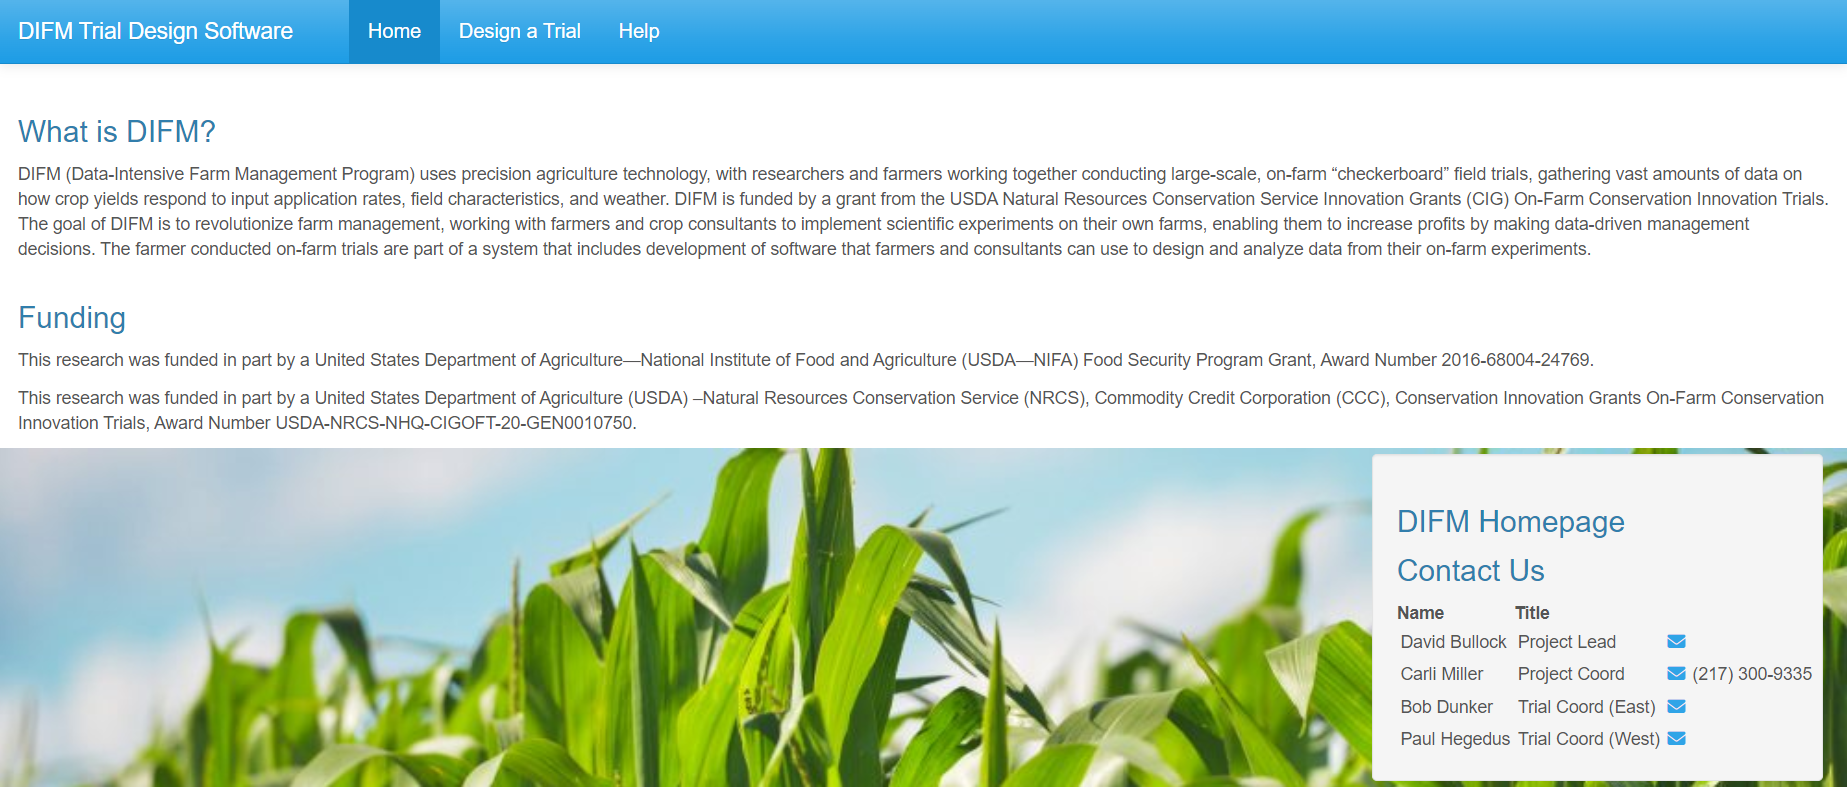 DIFM Trial Design Software Home Design a Trial Help
What is DIFM?
DIFM (Data-Intensive Farm Management Program) uses precision agriculture technology, with researchers and farmers working together conducting large-scale, on-farm “checkerboard” field trials, gathering vast amounts of data on
how crop yields respond to input application rates, field characteristics, and weather. DIFM is funded by a grant from the USDA Natural Resources Conservation Service Innovation Grants (CIG) On-Farm Conservation Innovation Trials.
The goal of DIFM is to revolutionize farm management, working with farmers and crop consultants to implement scientific experiments on their own farms, enabling them to increase profits by making data-driven management
decisions. The farmer conducted on-farm trials are part of a system that includes development of software that farmers and consultants can use to design and analyze data from their on-farm experiments.
Funding
This research was funded in part by a United States Department of Agriculture—National Institute of Food and Agriculture (USDA—NIFA) Food Security Program Grant, Award Number 2016-68004-24769.
This research was funded in part by a United States Department of Agriculture (USDA) –Natural Resources Conservation Service (NRCS), Commodity Credit Corporation (CCC), Conservation Innovation Grants On-Farm Conservation
Innovation Trials, Award Number USDA-NRCS-NHQ-CIGOFT-20-GEN0010750.
DIFM Homepage
Contact Us
Name Title
David Bullock Project Lead
Carli Miller Project Coord (217) 300-9335
Bob Dunker Trial Coord (East)
Paul Hegedus Trial Coord (West)